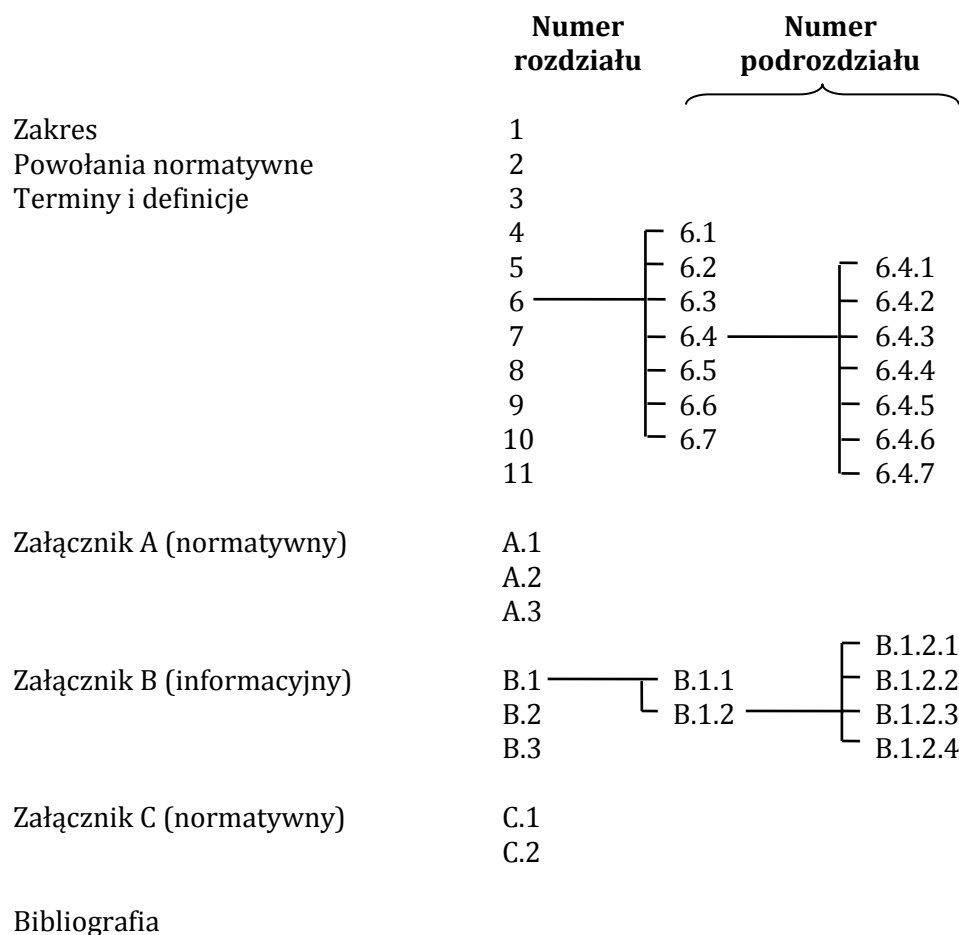 Numer Numer
rozdziału podrozdziału
Zakres 1
Powołania normatywne 2
Terminy i definicje 3
4 6.1
5 6.2 6.4.1
6 6.3 6.4.2
7 6.4 6.4.3
8 6.5 6.4.4
9 6.6 6.4.5
10 6.7 6.4.6
11 6.4.7
Załącznik A (normatywny) A.1
A.2
A.3
B.1.2.1
Załącznik B (informacyjny) B.1 B.1.1 B.1.2.2
B.2 B.1.2 B.1.2.3
B.3 B.1.2.4
Załącznik C (normatywny) C.1
C.2
Bibliografia